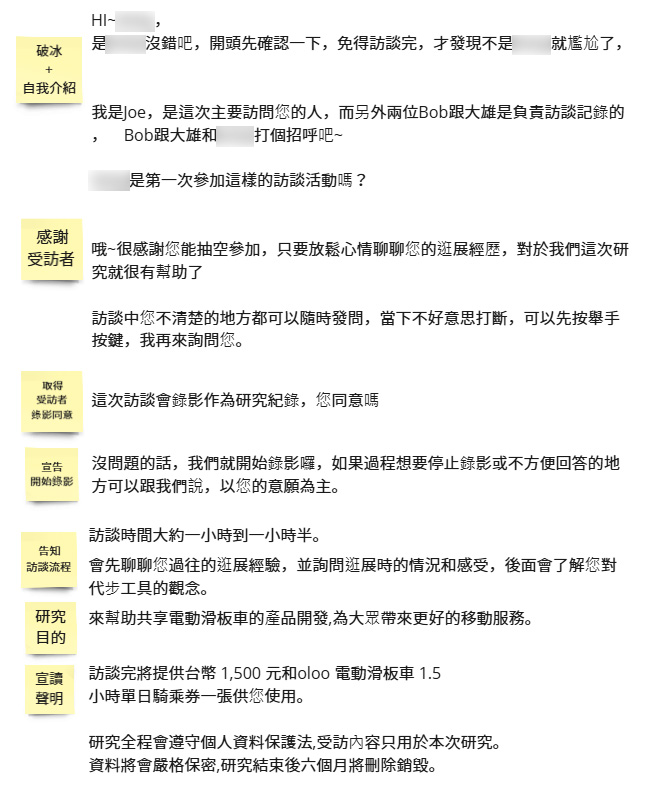 破冰
+
自我介紹
HI~ ，
是 沒錯吧，開頭先確認一下，免得訪談完，才發現不是 就尷尬了，
我是Joe，是這次主要訪問您的人，而另外兩位Bob跟大雄是負責訪談記錄的
， Bob跟大雄和 打個招呼吧~
是第一次參加這樣的訪談活動嗎？
感謝
受訪者
哦~很感謝您能抽空參加，只要放鬆心情聊聊您的逛展經歷，對於我們這次研
究就很有幫助了
訪談中您不清楚的地方都可以隨時發問，當下不好意思打斷，可以先按舉手
按鍵，我再來詢問您。
取得
受訪者
錄影同意
這次訪談會錄影作為研究紀錄，您同意嗎
宣告
開始錄影
沒問題的話，我們就開始錄影囉，如果過程想要停止錄影或不方便回答的地
方可以跟我們說，以您的意願為主。
告知
訪談流程
訪談時間大約一小時到一小時半。
會先聊聊您過往的逛展經驗，並詢問逛展時的情況和感受，後面會了解您對
代步工具的觀念。
研究
目的
來幫助共享電動滑板車的產品開發,為大眾帶來更好的移動服務。
宣讀
聲明
訪談完將提供台幣 1,500 元和oloo 電動滑板車 1.5
小時單日騎乘券一張供您使用。
研究全程會遵守個人資料保護法,受訪內容只用於本次研究。
資料將會嚴格保密,研究結束後六個月將刪除銷毀。